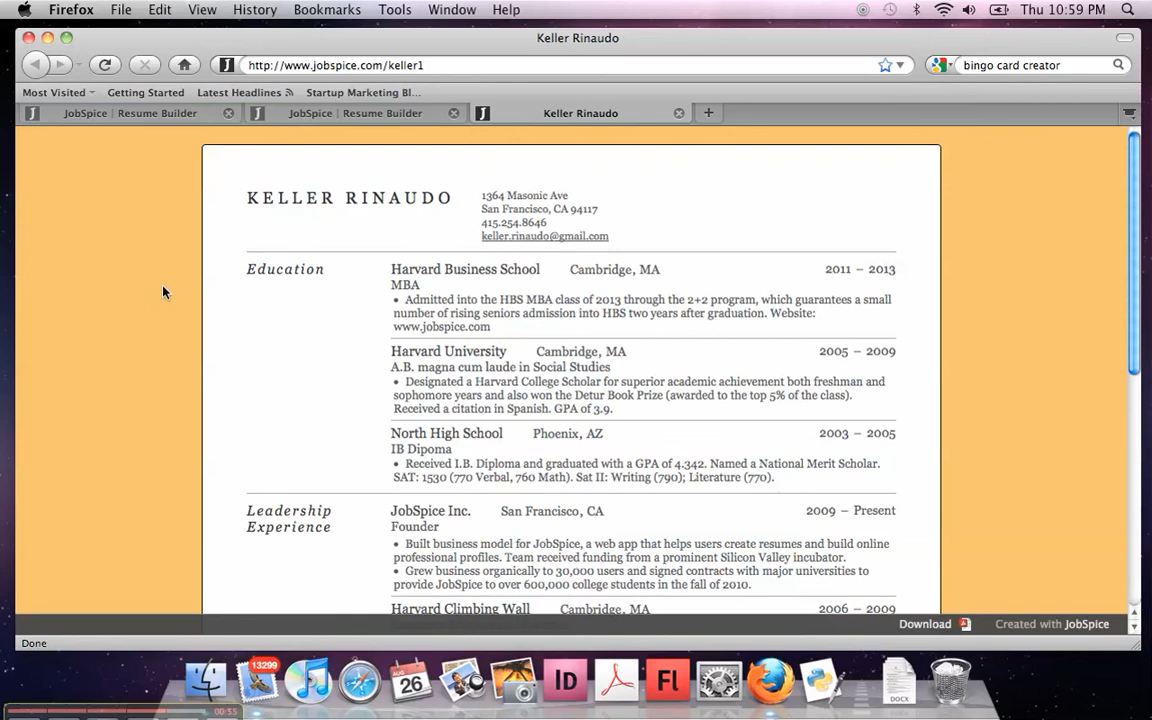 Firefox File Edit View History Bookmarks Tools Window Help Thu 10:59 PM
Keller Rinaudo
http://www.jobspice.com/keller1 bingo card creator
Most Visited Getting Started Latest Headlines Startup Marketing Bl...
JobSpice | Resume Builder JobSpice | Resume Builder Keller Rinaudo
KELLER RINAUDO
1364 Masonic Ave
San Francisco, CA 94117
415.254.8646
keller.rinaudo@gmail.com
Education
Harvard Business School Cambridge, MA 2011 – 2013
MBA
• Admitted into the HBS MBA class of 2013 through the 2+2 program, which guarantees a small
number of rising seniors admission into HBS two years after graduation. Website:
www.jobspice.com
Harvard University Cambridge, MA 2005 – 2009
A.B. magna cum laude in Social Studies
• Designated a Harvard College Scholar for superior academic achievement both freshman and
sophomore years and also won the Detur Book Prize (awarded to the top 5% of the class).
Received a citation in Spanish. GPA of 3.9.
North High School Phoenix, AZ 2003 – 2005
IB Dipoma
• Received I.B. Diploma and graduated with a GPA of 4.342. Named a National Merit Scholar.
SAT: 1530 (770 Verbal, 760 Math). Sat II: Writing (790); Literature (770).
Leadership
Experience
JobSpice Inc. San Francisco, CA 2009 – Present
Founder
• Built business model for JobSpice, a web app that helps users create resumes and build online
professional profiles. Team received funding from a prominent Silicon Valley incubator.
• Grew business organically to 30,000 users and signed contracts with major universities to
provide JobSpice to over 600,000 college students in the fall of 2010.
Harvard Climbing Wall Cambridge, MA 2006 – 2009
Download Created with JobSpice
Done
13299
AUG
26
ID
Fl
DOCX
00:55